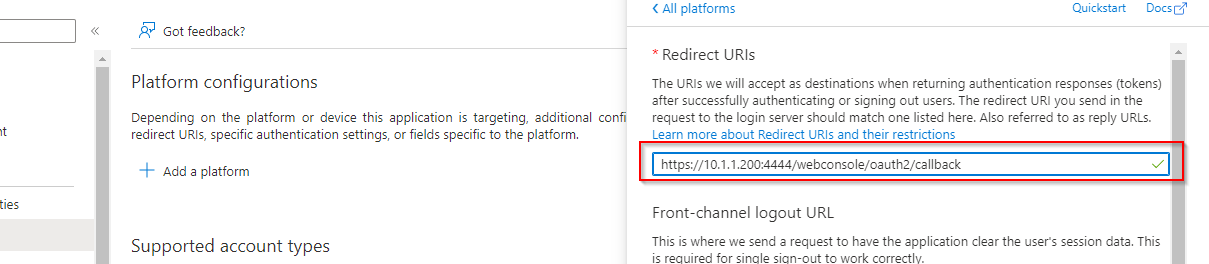 All platforms
Quickstart
Docs
Got feedback?
* Redirect URIs
Platform configurations
The URIs we will accept as destinations when returning authentication responses (tokens)
after successfully authenticating or signing out users. The redirect URI you send in the
request to the login server should match one listed here. Also referred to as reply URLs.
Learn more about Redirect URIs and their restrictions
Depending on the platform or device this application is targeting, additional confi
redirect URIs, specific authentication settings, or fields specific to the platform.
https://10.1.1.200:4444/webconsole/oauth2/callback
Add a platform
nt
ties
Front-channel logout URL
Supported account types
This is where we send a request to have the application clear the user's session data. This
is required for single sign-out to work correctly.